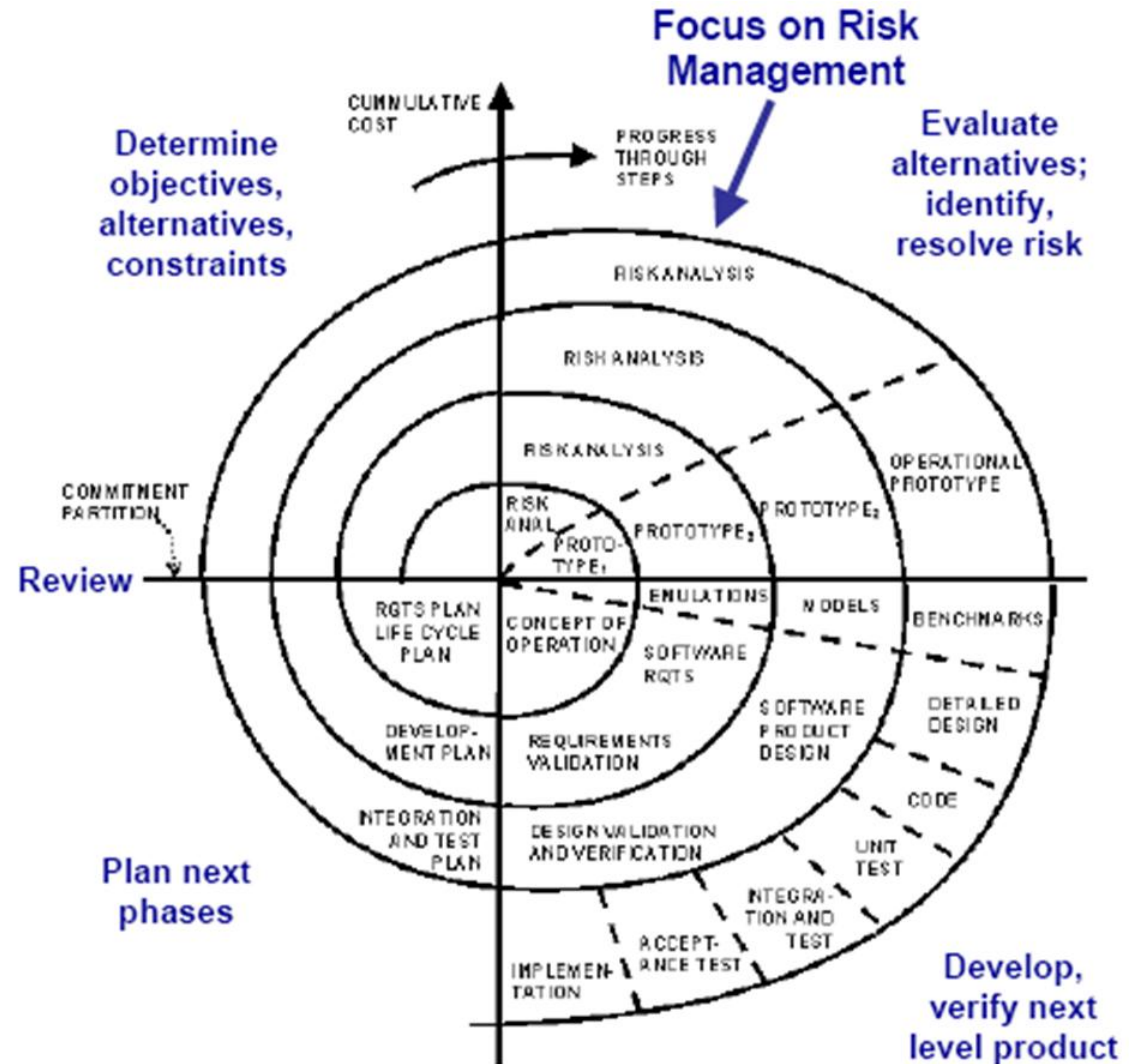 Focus on Risk
Management
CUMMULATIVE
COST
PROGRESS
THROUGH
STEPS
Determine
objectives,
alternatives,
constraints
Evaluate
alternatives;
identify,
resolve risk
RISK ANALYSIS
RISK ANALYSIS
RISK ANALYSIS
RISK
ANAL
PROTO-
TYPE₁
PROTOTYPE₂
PROTOTYPE₂
OPERATIONAL
PROTOTYPE
COMMITMENT
PARTITION
Review
EMULATIONS
MODELS
BENCHMARKS
RQTS PLAN
LIFE CYCLE
PLAN
CONCEPT OF
OPERATION
SOFTWARE
RQTS
SOFTWARE
PRODUCT
DESIGN
DETAILED
DESIGN
DEVELOP-
MENT PLAN
REQUIREMENTS
VALIDATION
CODE
INTEGRATION
AND TEST
PLAN
DESIGN VALIDATION
AND VERIFICATION
UNIT
TEST
Plan next
phases
INTEGRA-
TION AND
TEST
ACCEPT-
ANCE TEST
IMPLEMEN-
TATION
Develop,
verify next
level product